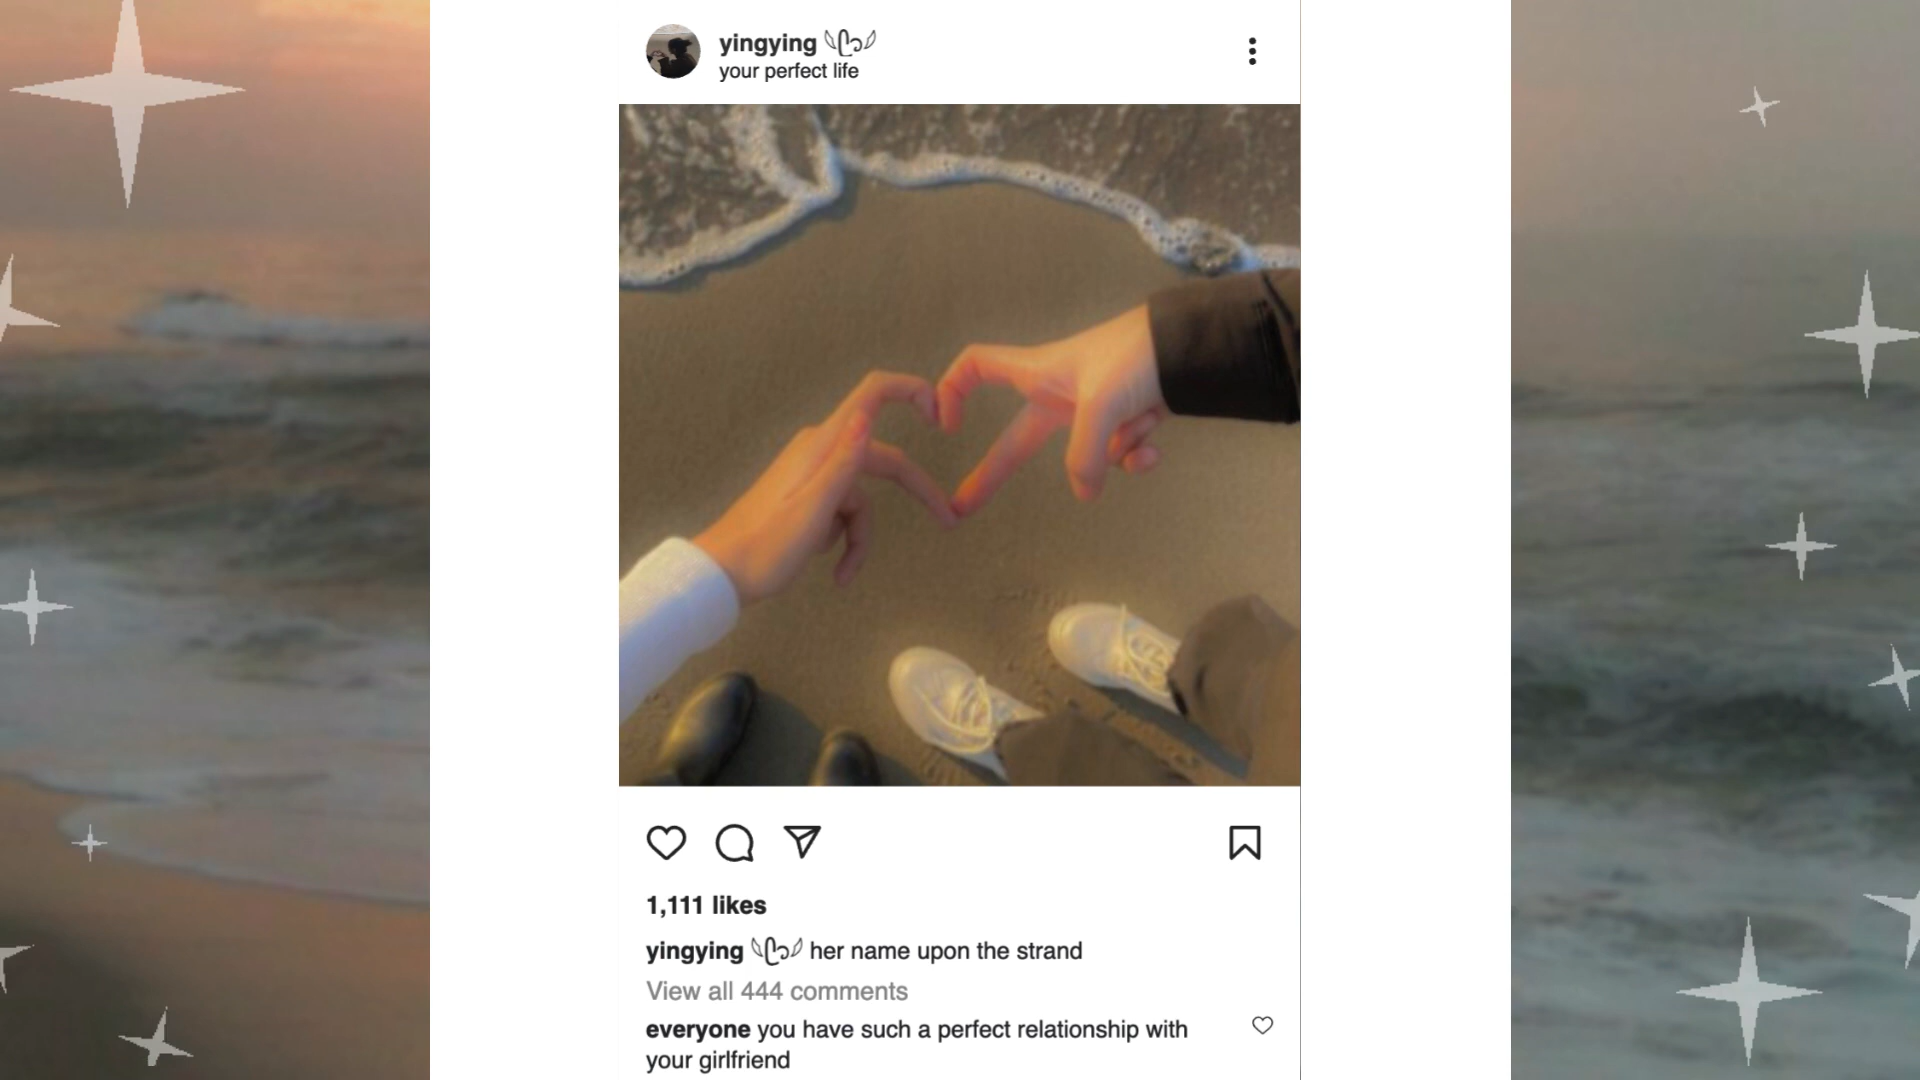 yingying
your perfect life
1,111 likes
yingying her name upon the strand
View all 444 comments
everyone you have such a perfect relationship with
your girlfriend